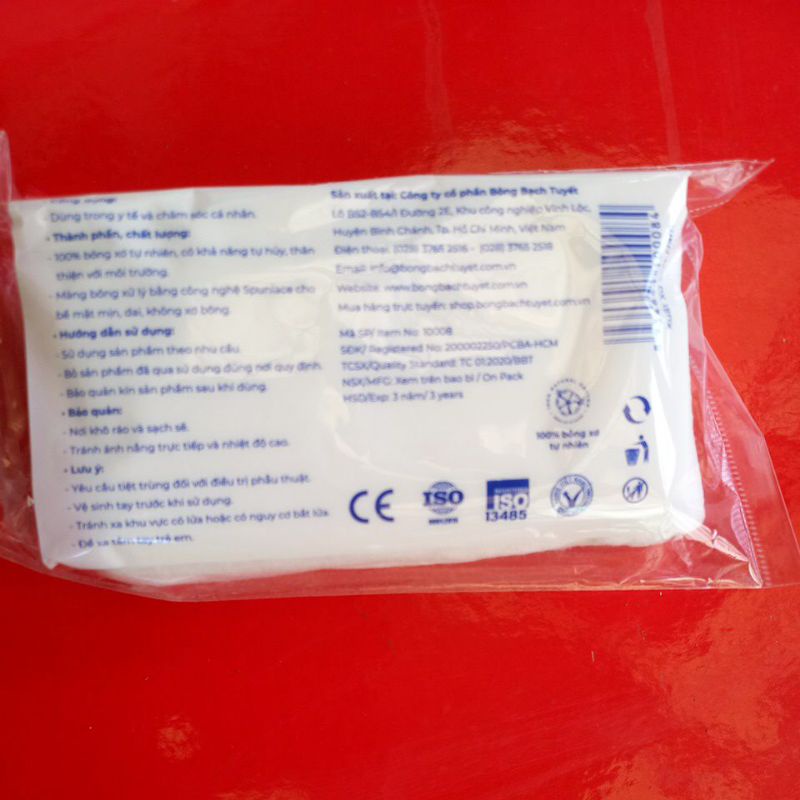 - Dùng trong y tế và chăm sóc cá nhân.
• Thành phần, chất lượng:
- 100% bông xơ tự nhiên, có khả năng tự hủy, thân
thiện với môi trường.
- Màng bông xử lý bằng công nghệ Spunlace cho
bề mặt mịn, dai, không xơ bông.
• Hướng dẫn sử dụng:
- Sử dụng sản phẩm theo nhu cầu.
- Bỏ sản phẩm đã qua sử dụng đúng nơi quy định.
- Bảo quản kín sản phẩm sau khi dùng.
• Bảo quản:
- Nơi khô ráo và sạch sẽ.
- Tránh ánh nắng trực tiếp và nhiệt độ cao.
• Lưu ý:
- Yêu cầu tiệt trùng đối với điều trị phẫu thuật.
- Vệ sinh tay trước khi sử dụng.
- Tránh xa khu vực có lửa hoặc có nguy cơ bắt lửa.
- Để xa tầm tay trẻ em.
Sản xuất tại: Công ty cổ phần Bông Bạch Tuyết
Lô B52-B54/I Đường 2E, Khu công nghiệp Vĩnh Lộc,
Huyện Bình Chánh, Tp. Hồ Chí Minh, Việt Nam
Điện thoại: (028) 3765 2516 - (028) 3765 2518
Email: info@bongbachtuyet.com.vn
Website: www.bongbachtuyet.com.vn
Mua hàng trực tuyến: shop.bongbachtuyet.com.vn
Mã SP/ Item No: 10008
SĐK/ Registered No: 200002250/PCBA-HCM
TCSX/Quality Standard: TC 01:2020/BBT
NSX/MFG: Xem trên bao bì / On Pack
HSD/Exp: 3 năm/ 3 years
100% bông xơ
tự nhiên
CE
ISO
ISO
13485